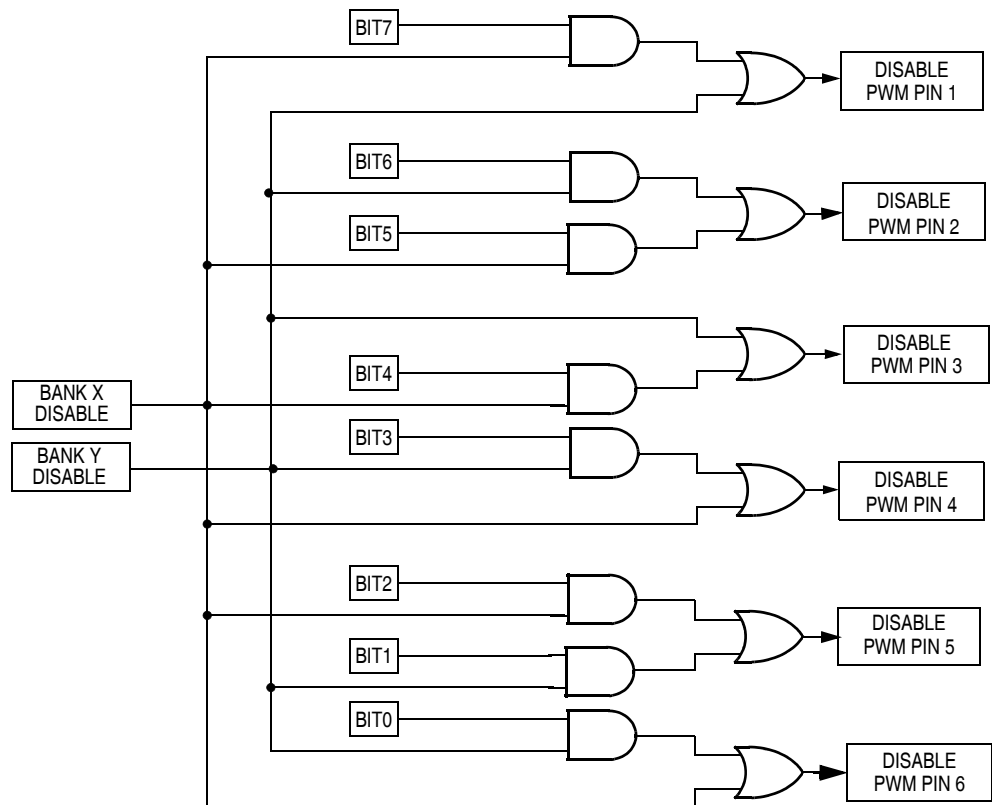 BIT7
DISABLE
PWM PIN 1
BIT6
DISABLE
PWM PIN 2
BIT5
DISABLE
PWM PIN 3
BIT4
BANK X
DISABLE
BIT3
BANK Y
DISABLE
DISABLE
PWM PIN 4
BIT2
DISABLE
PWM PIN 5
BIT1
BIT0
DISABLE
PWM PIN 6